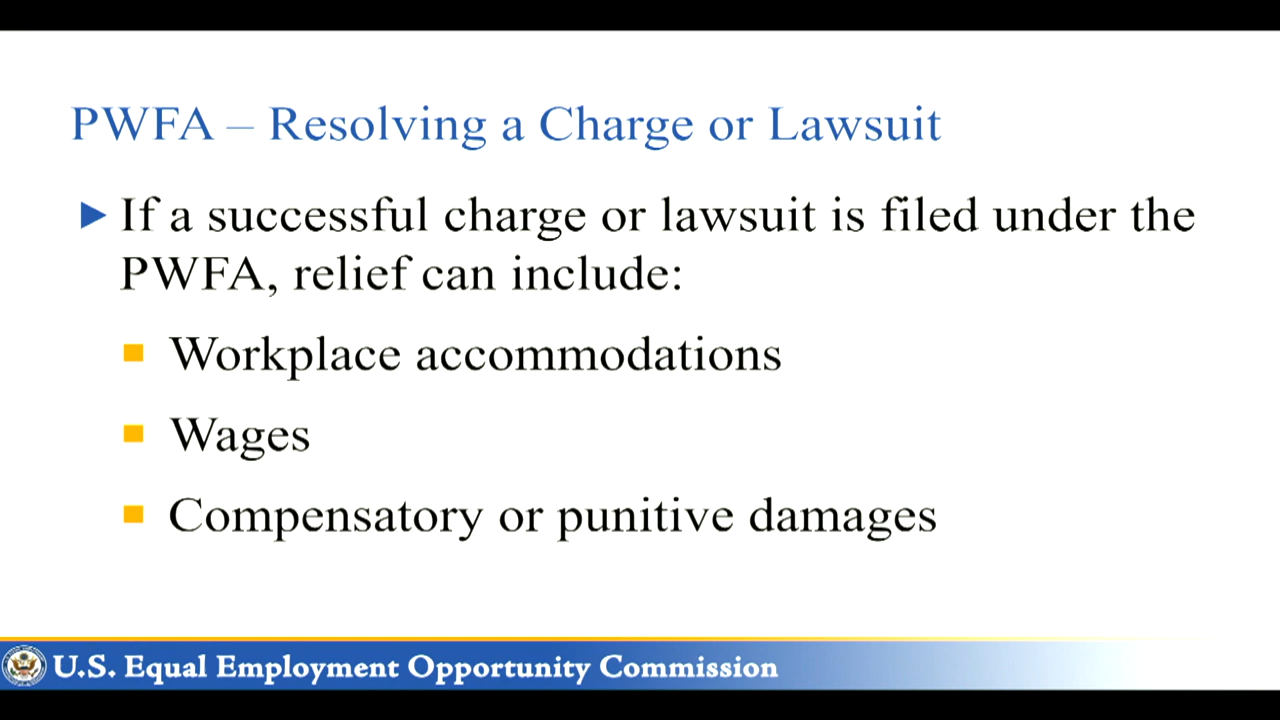 PWFA – Resolving a Charge or Lawsuit
If a successful charge or lawsuit is filed under the
PWFA, relief can include:
Workplace accommodations
Wages
Compensatory or punitive damages
U.S. Equal Employment Opportunity Commission